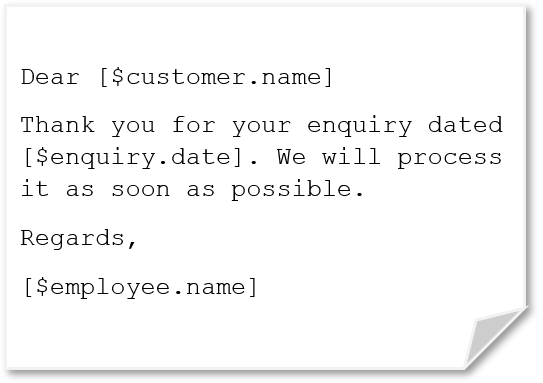 Dear [$customer.name]
Thank you for your enquiry dated
[$enquiry.date]. We will process
it as soon as possible.
Regards,
[$employee.name]